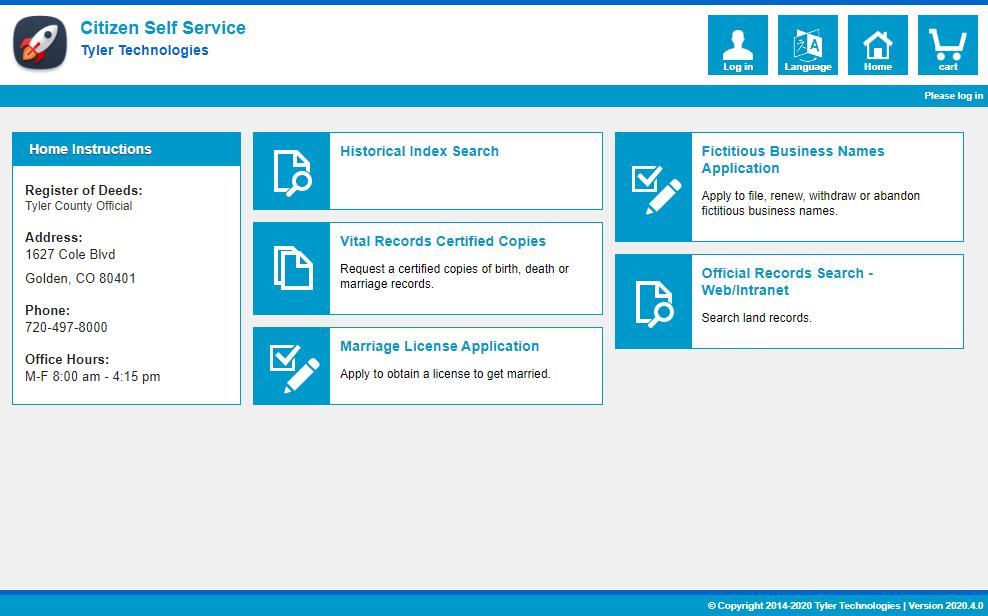 Citizen Self Service
Tyler Technologies
Log in
Language
Home
cart
Please log in
Home Instructions
Register of Deeds:
Tyler County Official
Address:
1627 Cole Blvd
Golden, CO 80401
Phone:
720-497-8000
Office Hours:
M-F 8:00 am - 4:15 pm
Historical Index Search
Vital Records Certified Copies
Request a certified copies of birth, death or
marriage records.
Marriage License Application
Apply to obtain a license to get married.
Fictitious Business Names
Application
Apply to file, renew, withdraw or abandon
fictitious business names.
Official Records Search -
Web/Intranet
Search land records.
© Copyright 2014-2020 Tyler Technologies | Version 2020.4.0